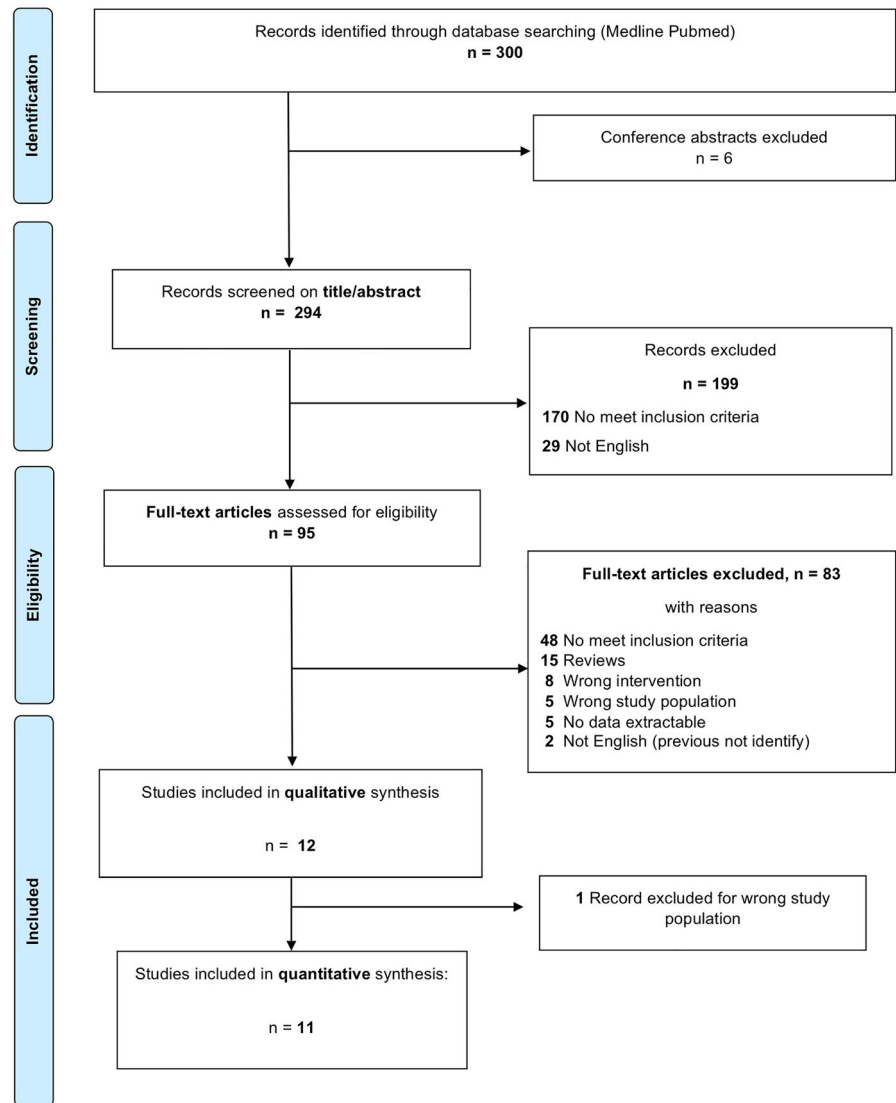 Identification
Records identified through database searching (Medline Pubmed)
n = 300
Conference abstracts excluded
n = 6
Screening
Records screened on title/abstract
n = 294
Records excluded
n = 199
170 No meet inclusion criteria
29 Not English
Eligibility
Full-text articles assessed for eligibility
n = 95
Full-text articles excluded, n = 83
with reasons
48 No meet inclusion criteria
15 Reviews
8 Wrong intervention
5 Wrong study population
5 No data extractable
2 Not English (previous not identify)
Included
Studies included in qualitative synthesis
n = 12
1 Record excluded for wrong study
population
Studies included in quantitative synthesis:
n = 11